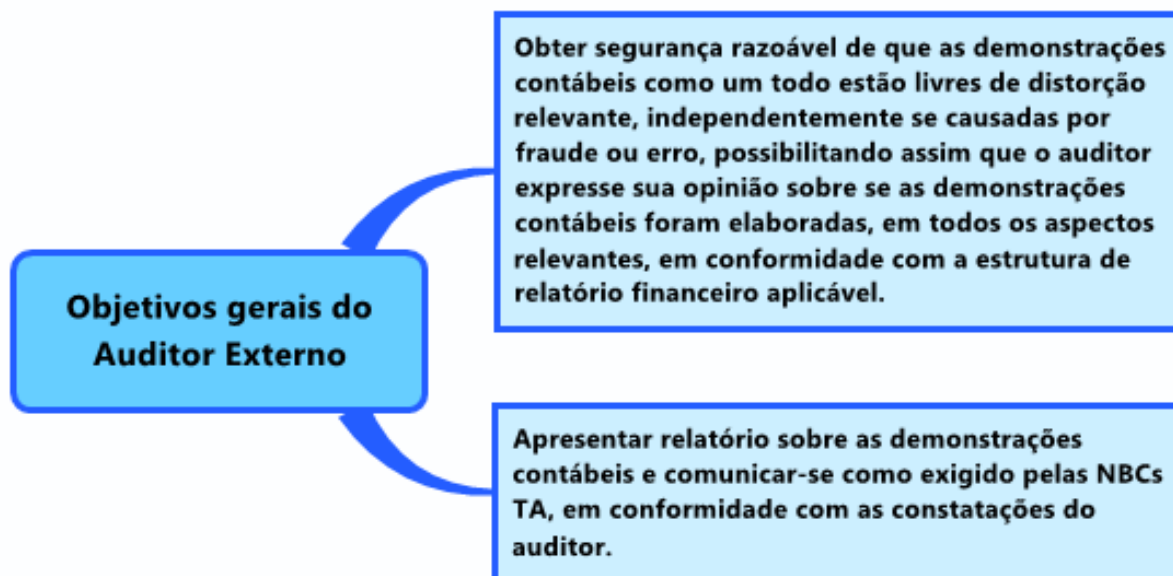 Objetivos gerais do
Auditor Externo
Obter segurança razoável de que as demonstrações
contábeis como um todo estão livres de distorção
relevante, independentemente se causadas por
fraude ou erro, possibilitando assim que o auditor
expresse sua opinião sobre se as demonstrações
contábeis foram elaboradas, em todos os aspectos
relevantes, em conformidade com a estrutura de
relatório financeiro aplicável.
Apresentar relatório sobre as demonstrações
contábeis e comunicar-se como exigido pelas NBCs
TA, em conformidade com as constatações do
auditor.